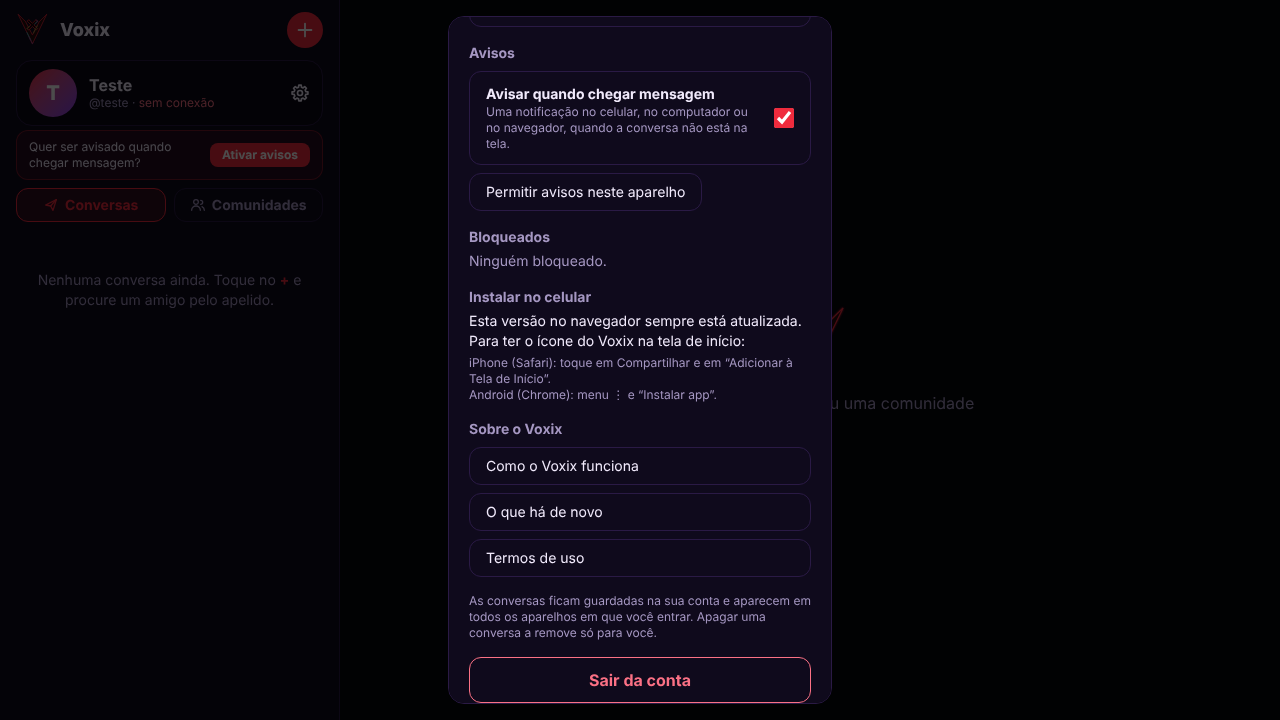 Voxix
T
Teste
@teste · sem conexão
Quer ser avisado quando
chegar mensagem?
Ativar avisos
Conversas
Comunidades
Nenhuma conversa ainda. Toque no + e
procure um amigo pelo apelido.
Avisos
Avisar quando chegar mensagem
Uma notificação no celular, no computador ou
no navegador, quando a conversa não está na
tela.
Permitir avisos neste aparelho
Bloqueados
Ninguém bloqueado.
Instalar no celular
Esta versão no navegador sempre está atualizada.
Para ter o ícone do Voxix na tela de início:
iPhone (Safari): toque em Compartilhar e em “Adicionar à
Tela de Início”.
Android (Chrome): menu ⋮ e “Instalar app”.
Sobre o Voxix
Como o Voxix funciona
O que há de novo
Termos de uso
As conversas ficam guardadas na sua conta e aparecem em
todos os aparelhos em que você entrar. Apagar uma
conversa a remove só para você.
Sair da conta
uma comunidade